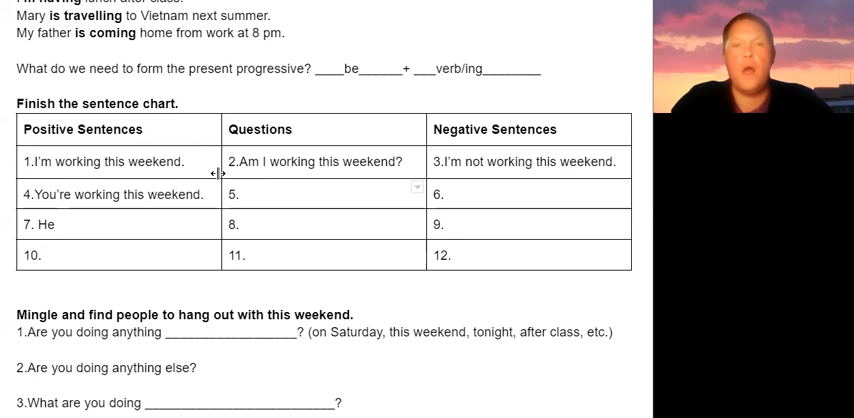 lunch after class.
Mary is travelling to Vietnam next summer.
My father is coming home from work at 8 pm.
What do we need to form the present progressive? ____be______+ ___verb/ing________
Finish the sentence chart.
Positive Sentences Questions Negative Sentences
1.I'm working this weekend. 2.Am I working this weekend? 3.I'm not working this weekend.
4.You're working this weekend. 5. 6.
7. He 8. 9.
10. 11. 12.
Mingle and find people to hang out with this weekend.
1.Are you doing anything __________________? (on Saturday, this weekend, tonight, after class, etc.)
2.Are you doing anything else?
3.What are you doing __________________________?